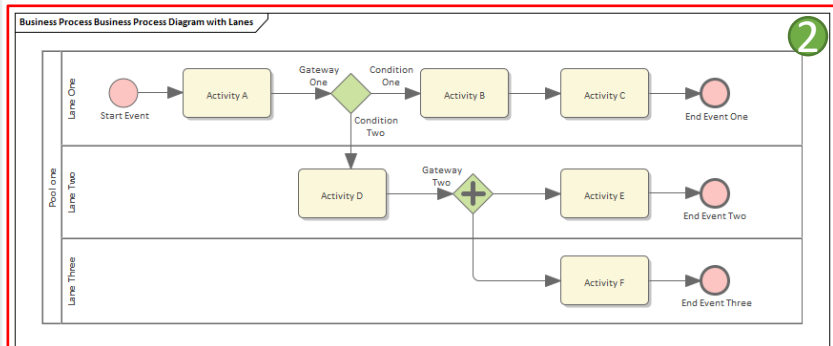 Business Process Business Process Diagram with Lanes
2
Pool one
Lane One
Start Event
Activity A
Gateway
One
Condition
One
Condition
Two
Activity B
Activity C
End Event One
Lane Two
Activity D
Gateway
Two
Activity E
End Event Two
Lane Three
Activity F
End Event Three